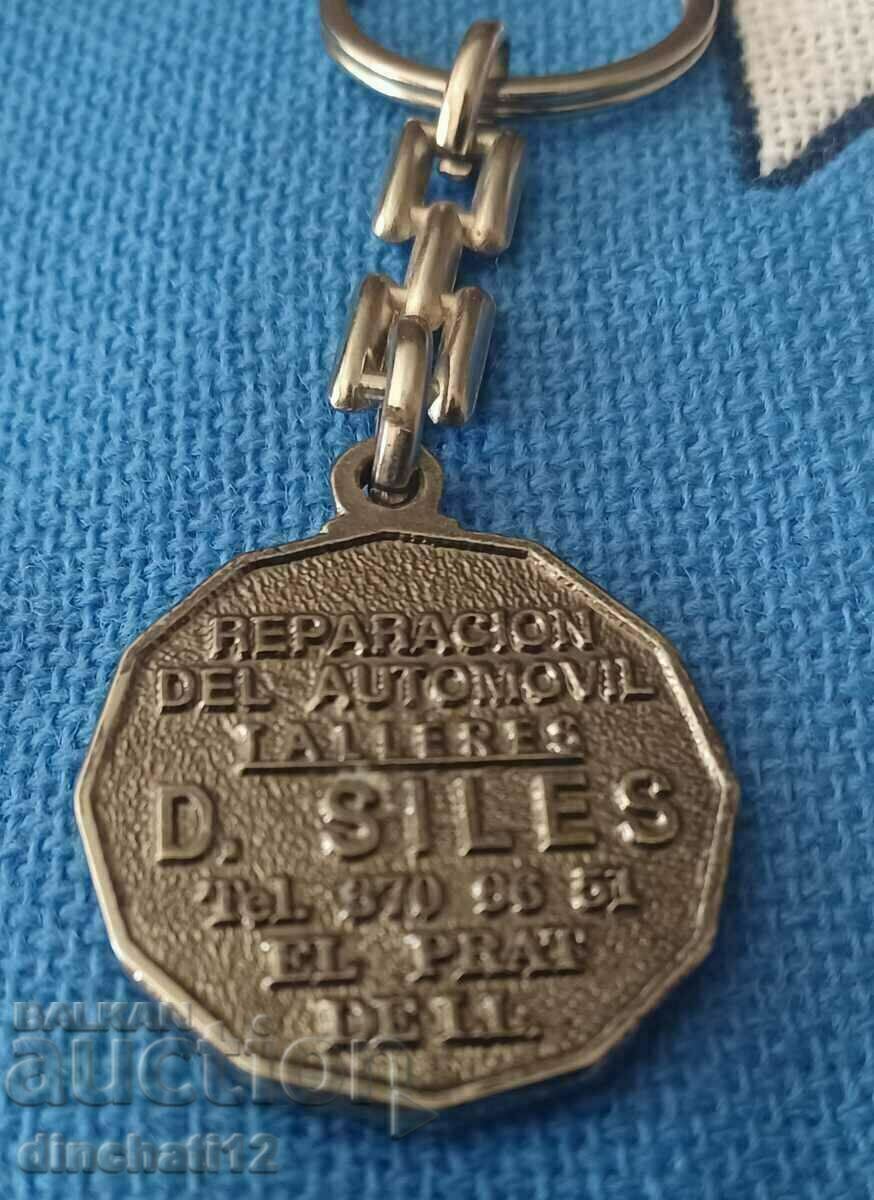 REPARACION
DEL AUTOMOVIL
TALLERES
D. SILES
Tel. 370 96 51
EL PRAT
DE LL.
BALKAN
auction
dinchati12